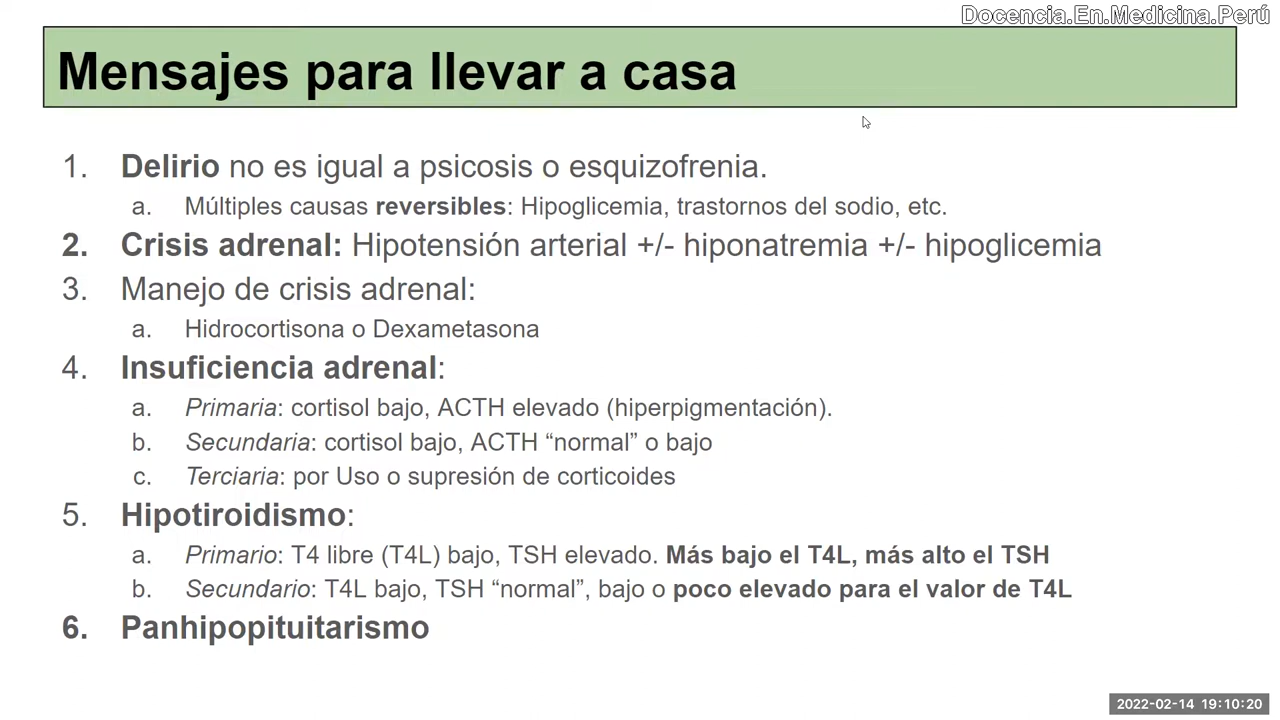 Docencia.En.Medicina.Perú
Mensajes para llevar a casa
1. Delirio no es igual a psicosis o esquizofrenia.
a. Múltiples causas reversibles: Hipoglicemia, trastornos del sodio, etc.
2. Crisis adrenal: Hipotensión arterial +/- hiponatremia +/- hipoglicemia
3. Manejo de crisis adrenal:
a. Hidrocortisona o Dexametasona
4. Insuficiencia adrenal:
a. Primaria: cortisol bajo, ACTH elevado (hiperpigmentación).
b. Secundaria: cortisol bajo, ACTH “normal” o bajo
c. Terciaria: por Uso o supresión de corticoides
5. Hipotiroidismo:
a. Primario: T4 libre (T4L) bajo, TSH elevado. Más bajo el T4L, más alto el TSH
b. Secundario: T4L bajo, TSH “normal”, bajo o poco elevado para el valor de T4L
6. Panhipopituitarismo
2022-02-14 19:10:20